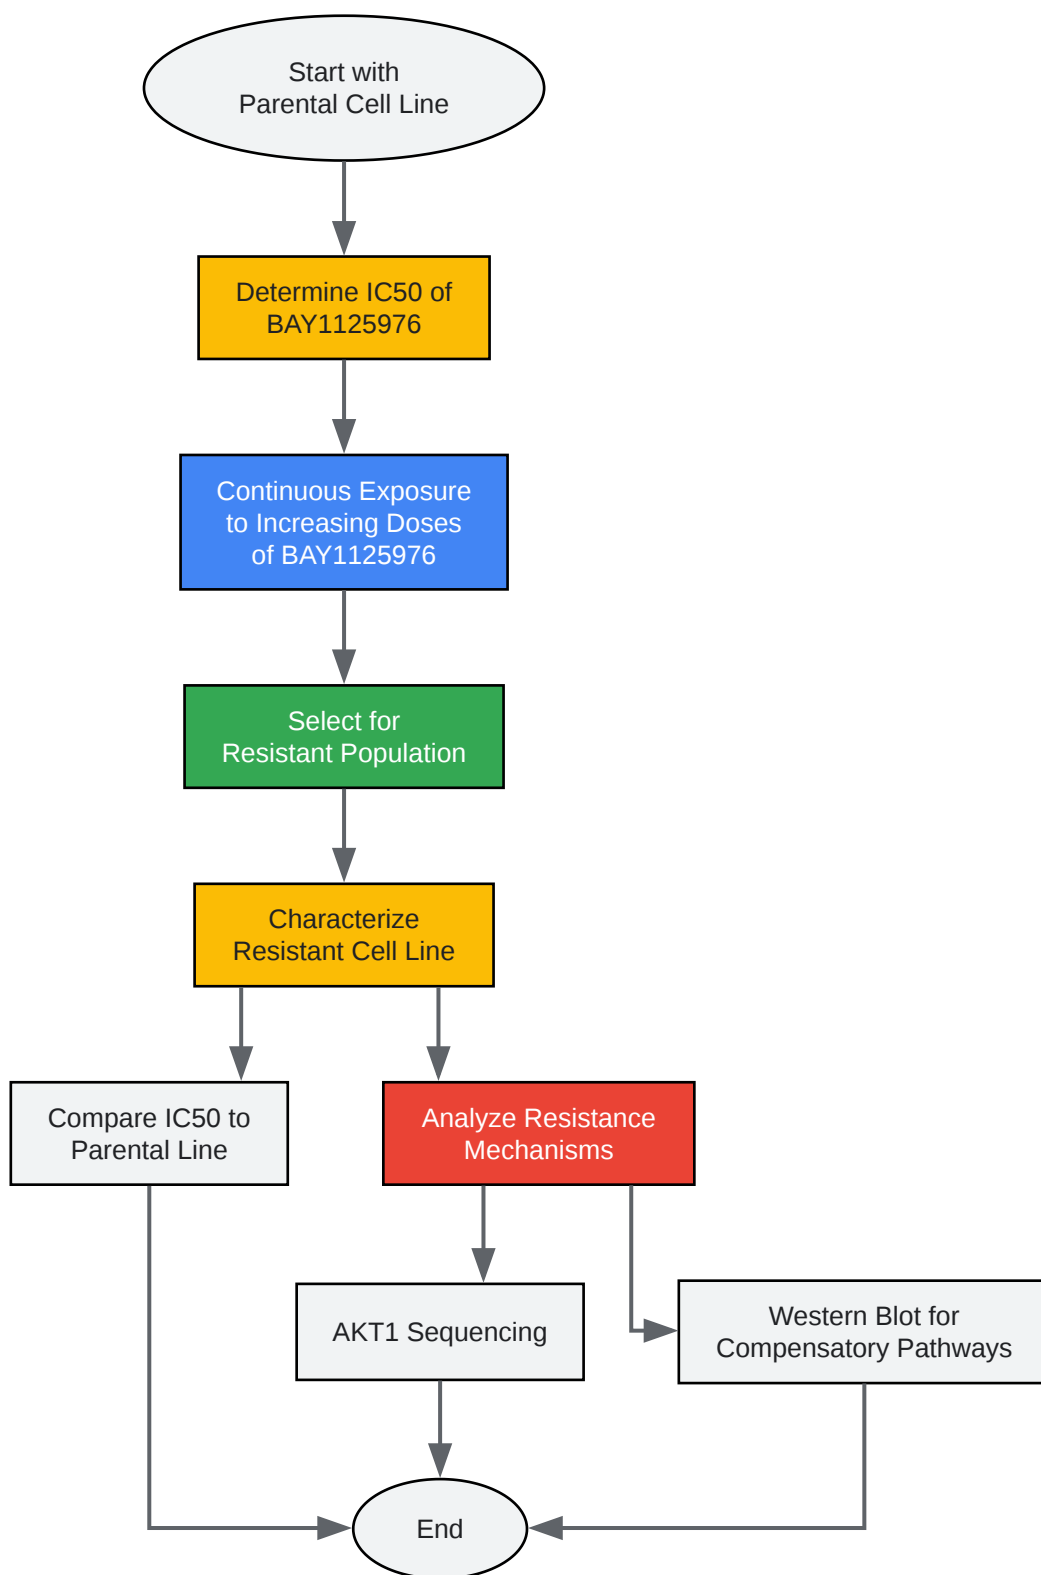 Start with
Parental Cell Line
Determine IC50 of
BAY1125976
Continuous Exposure
to Increasing Doses
of BAY1125976
Select for
Resistant Population
Characterize
Resistant Cell Line
Compare IC50 to
Parental Line
Analyze Resistance
Mechanisms
AKT1 Sequencing
Western Blot for
Compensatory Pathways
End